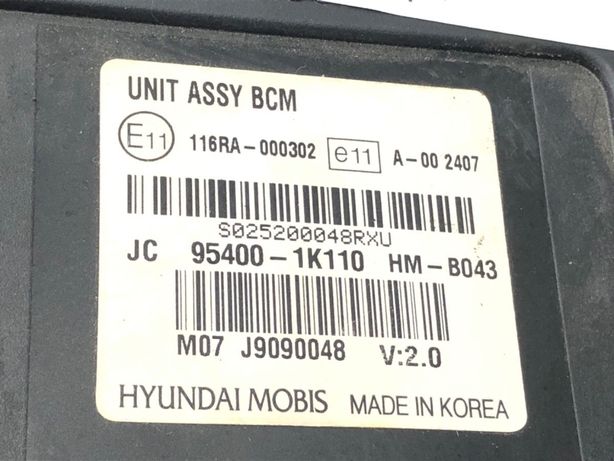 UNIT ASSY BCM
E11 116RA-000302 e11 A-00 2407
S025200048RXU
JC 95400-1K110 HM-B043
M07 J9090048 V:2.0
HYUNDAI MOBIS MADE IN KOREA